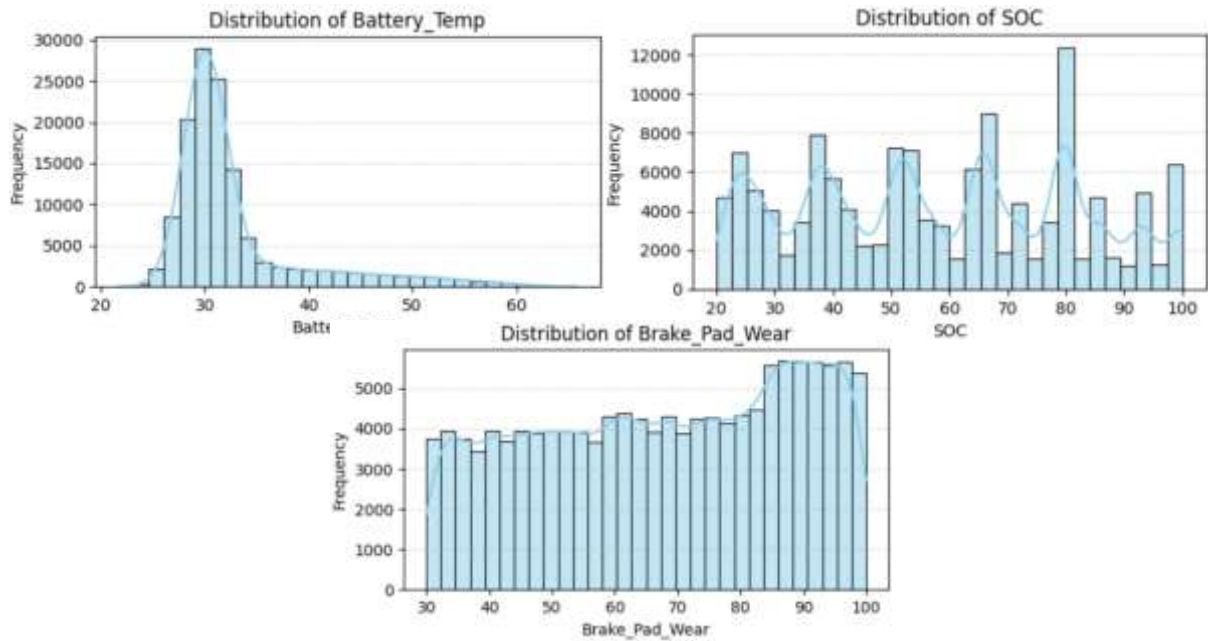 Distribution of Battery_Temp
30000
25000
20000
15000
10000
5000
0
Frequency
20 30 40 50 60
Batte
Distribution of SOC
12000
10000
8000
6000
4000
2000
0
Frequency
20 30 40 50 60 70 80 90 100
SOC
Distribution of Brake_Pad_Wear
5000
4000
3000
2000
1000
0
Frequency
30 40 50 60 70 80 90 100
Brake_Pad_Wear